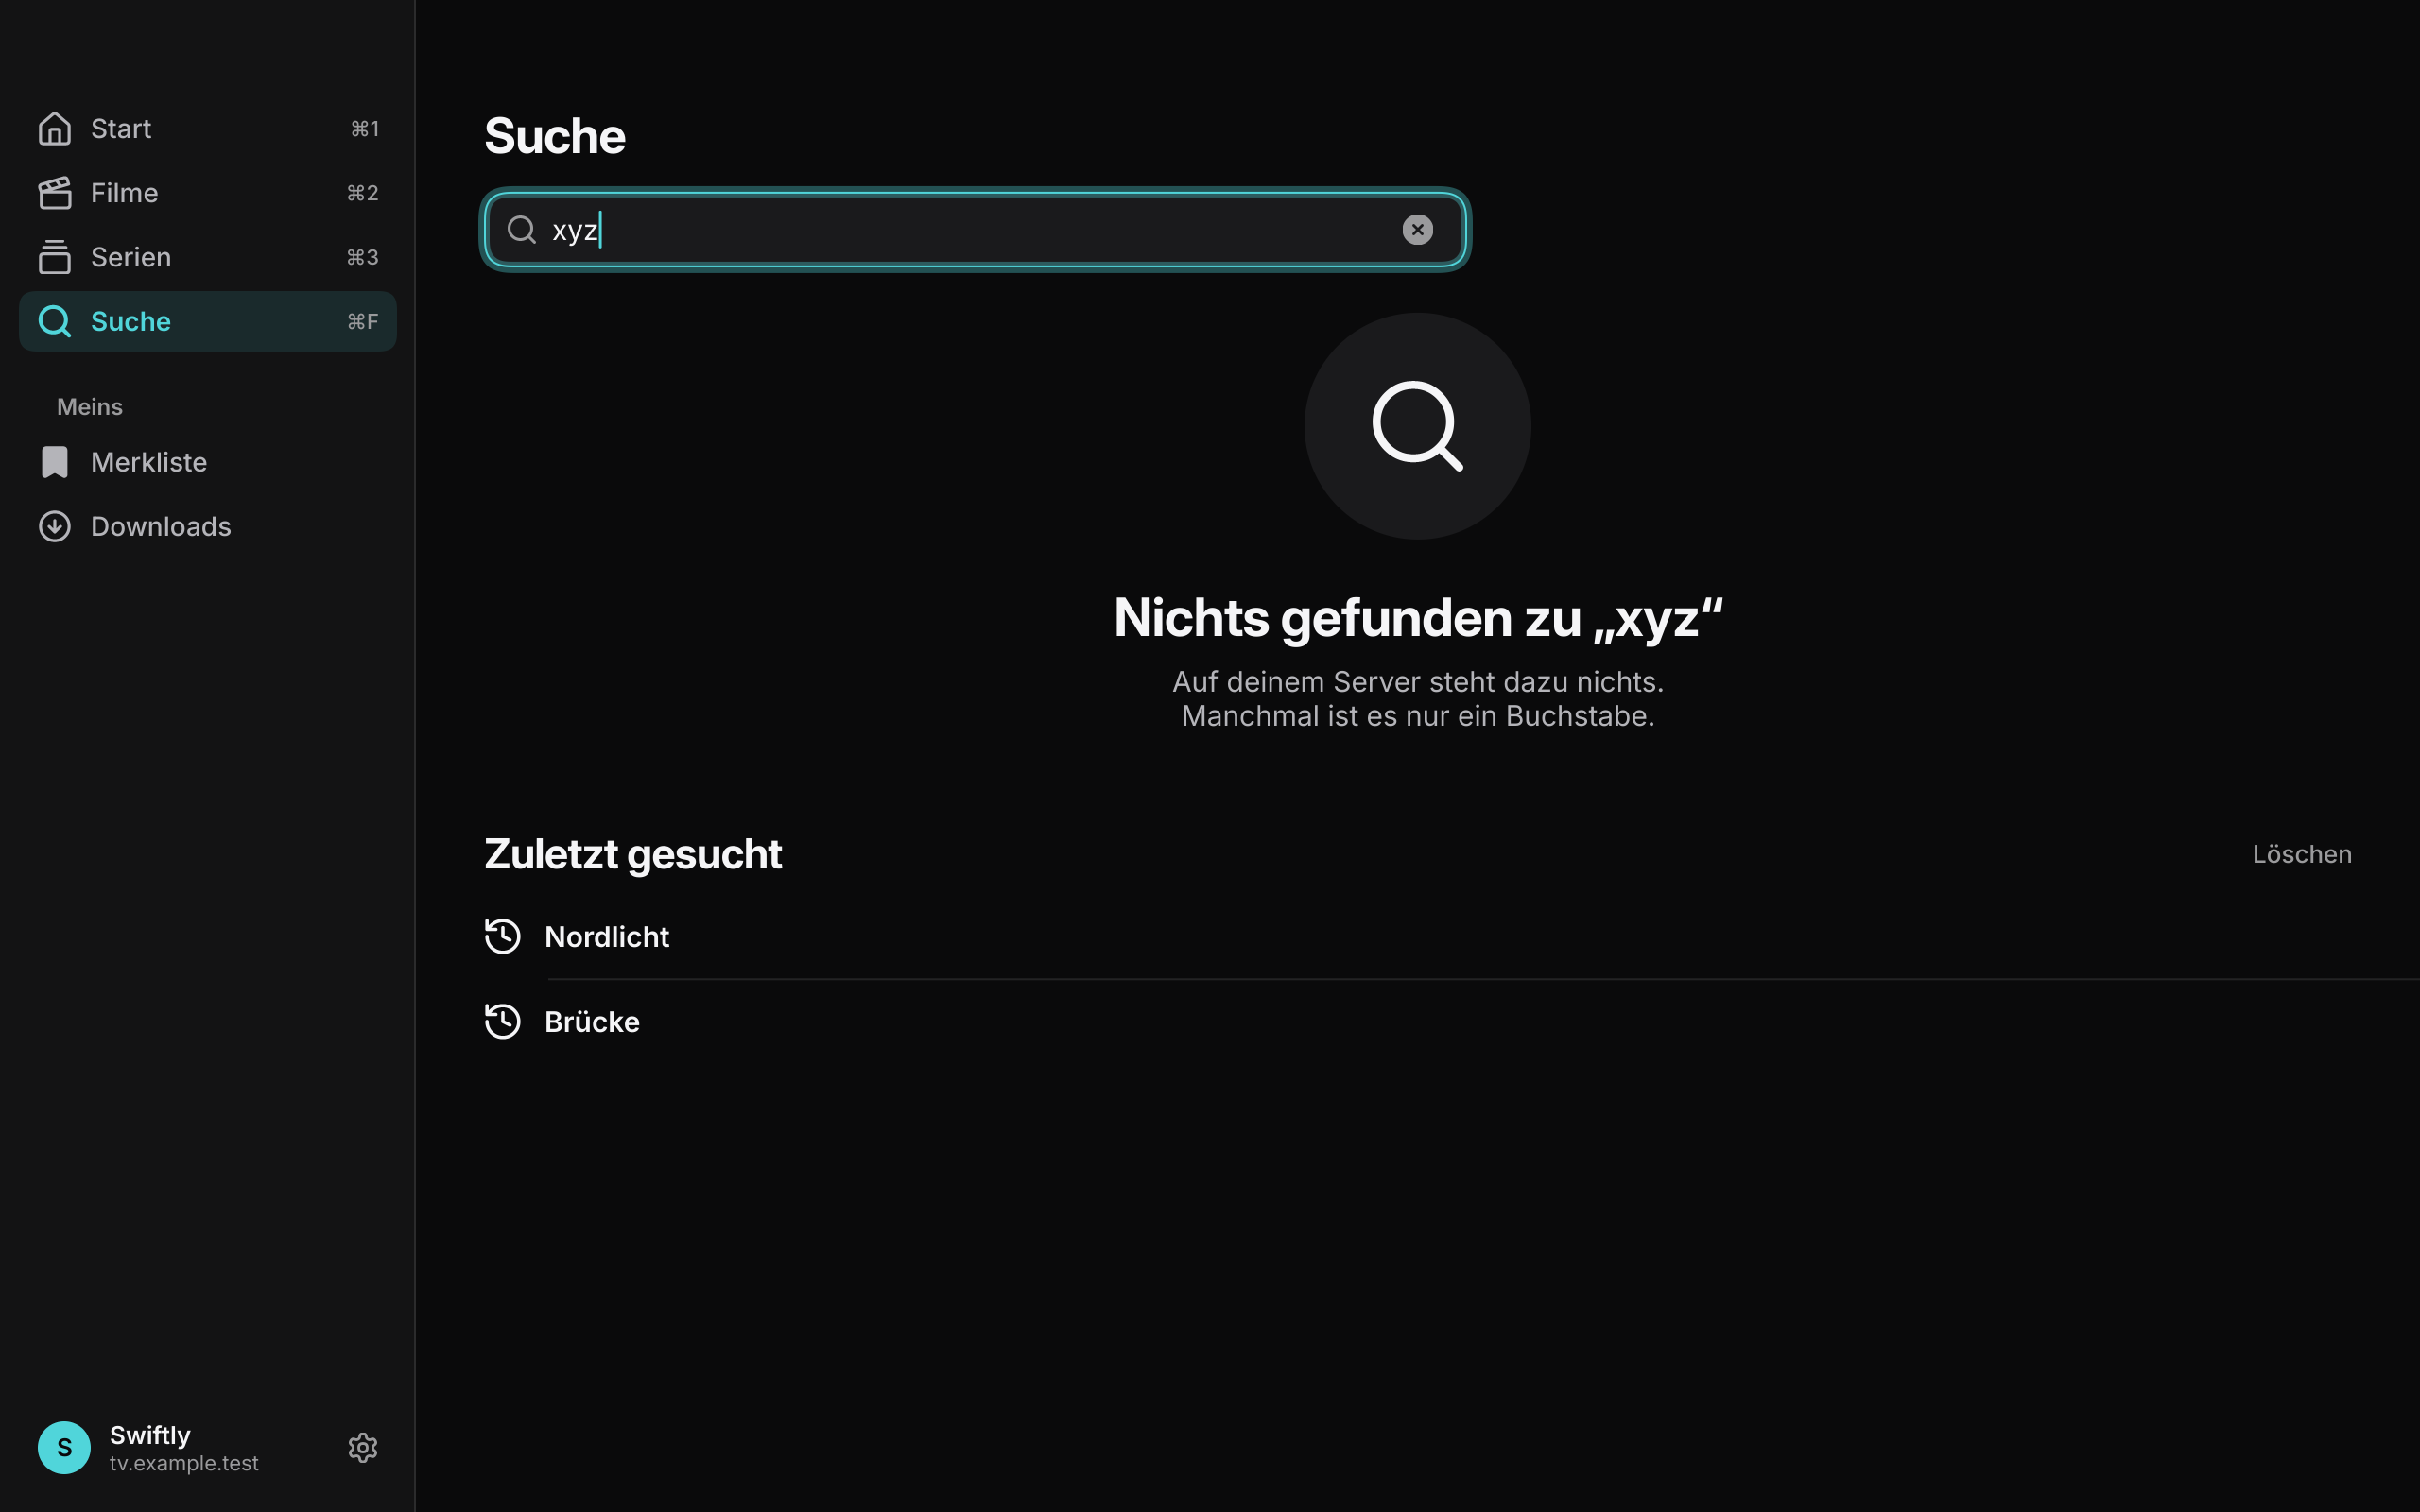 Start ⌘1
Filme ⌘2
Serien ⌘3
Suche ⌘F
Meins
Merkliste
Downloads
Swiftly
tv.example.test
Suche
xyz
Nichts gefunden zu „xyz“
Auf deinem Server steht dazu nichts.
Manchmal ist es nur ein Buchstabe.
Zuletzt gesucht Löschen
Nordlicht
Brücke
S